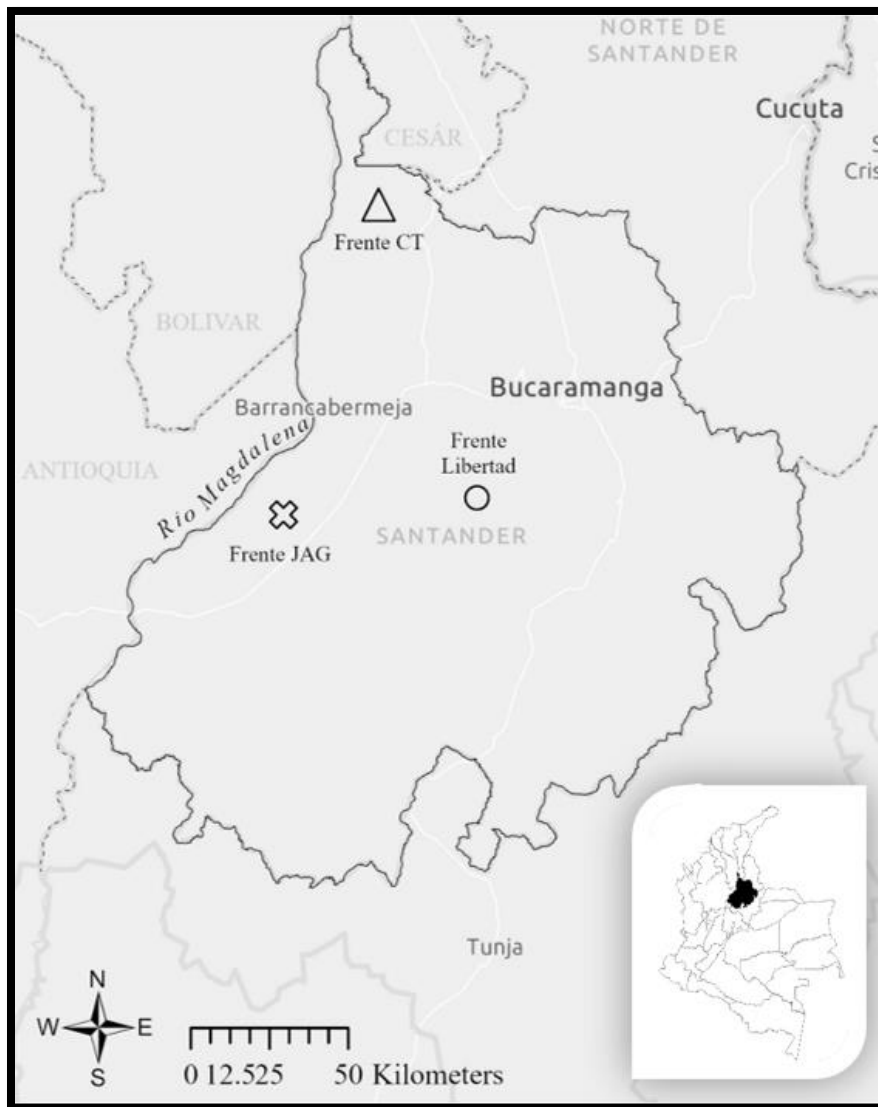 NORTE DE
SANTANDER
Cucuta
CESÁR
S
Cris
Frente CT
BOLIVAR
Bucaramanga
Barrancabermeja
Frente
Libertad
ANTIOQUIA
Rio Magdalena
SANTANDER
Frente JAG
Tunja
N
W E
S
0 12.525 50 Kilometers